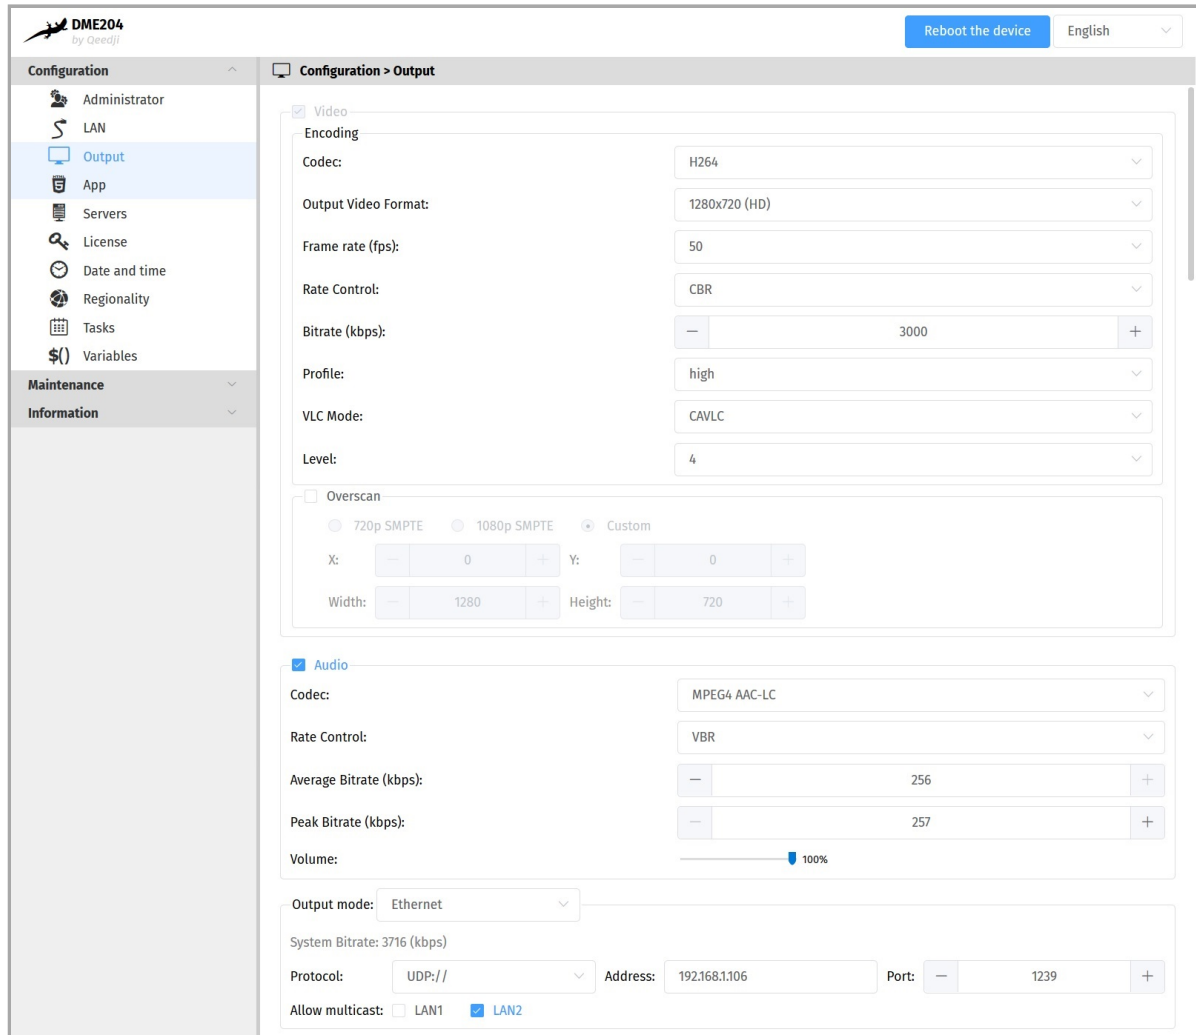 DME204
by Qeedji
Reboot the device
English
Configuration
Administrator
LAN
Output
App
Servers
License
Date and time
Regionality
Tasks
$() Variables
Maintenance
Information
Configuration > Output
Video
Encoding
Codec: H264
Output Video Format: 1280x720 (HD)
Frame rate (fps): 50
Rate Control: CBR
Bitrate (kbps): − 3000 +
Profile: high
VLC Mode: CAVLC
Level: 4
Overscan
720p SMPTE 1080p SMPTE Custom
X: − 0 + Y: − 0 +
Width: − 1280 + Height: − 720 +
Audio
Codec: MPEG4 AAC-LC
Rate Control: VBR
Average Bitrate (kbps): − 256 +
Peak Bitrate (kbps): − 257 +
Volume: 100%
Output mode: Ethernet
System Bitrate: 3716 (kbps)
Protocol: UDP:// Address: 192.168.1.106 Port: − 1239 +
Allow multicast: LAN1 LAN2